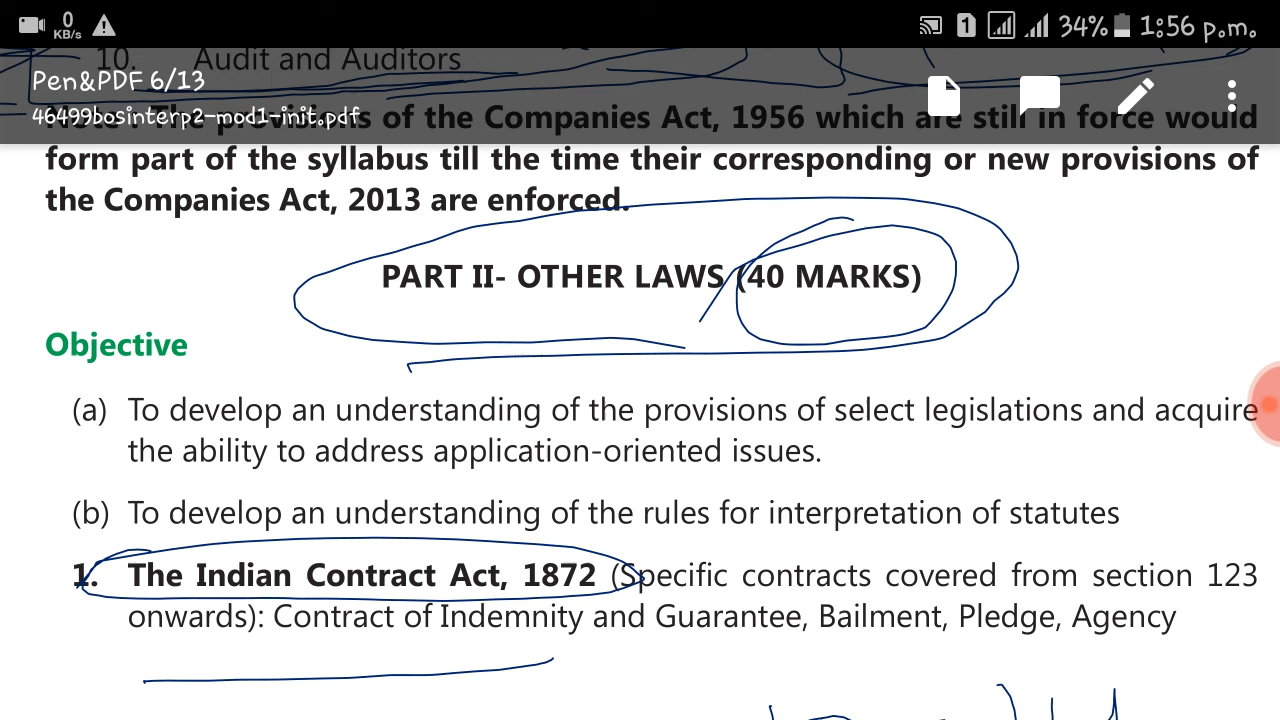 0
KB/s
1
34%
1:56 p.m.
10. Audit and Auditors
Pen&PDF 6/13
46499bosinterp2-mod1-init.pdf
Note : The provisions of the Companies Act, 1956 which are still in force would
form part of the syllabus till the time their corresponding or new provisions of
the Companies Act, 2013 are enforced.
PART II- OTHER LAWS (40 MARKS)
Objective
(a) To develop an understanding of the provisions of select legislations and acquire
the ability to address application-oriented issues.
(b) To develop an understanding of the rules for interpretation of statutes
1. The Indian Contract Act, 1872 (Specific contracts covered from section 123
onwards): Contract of Indemnity and Guarantee, Bailment, Pledge, Agency